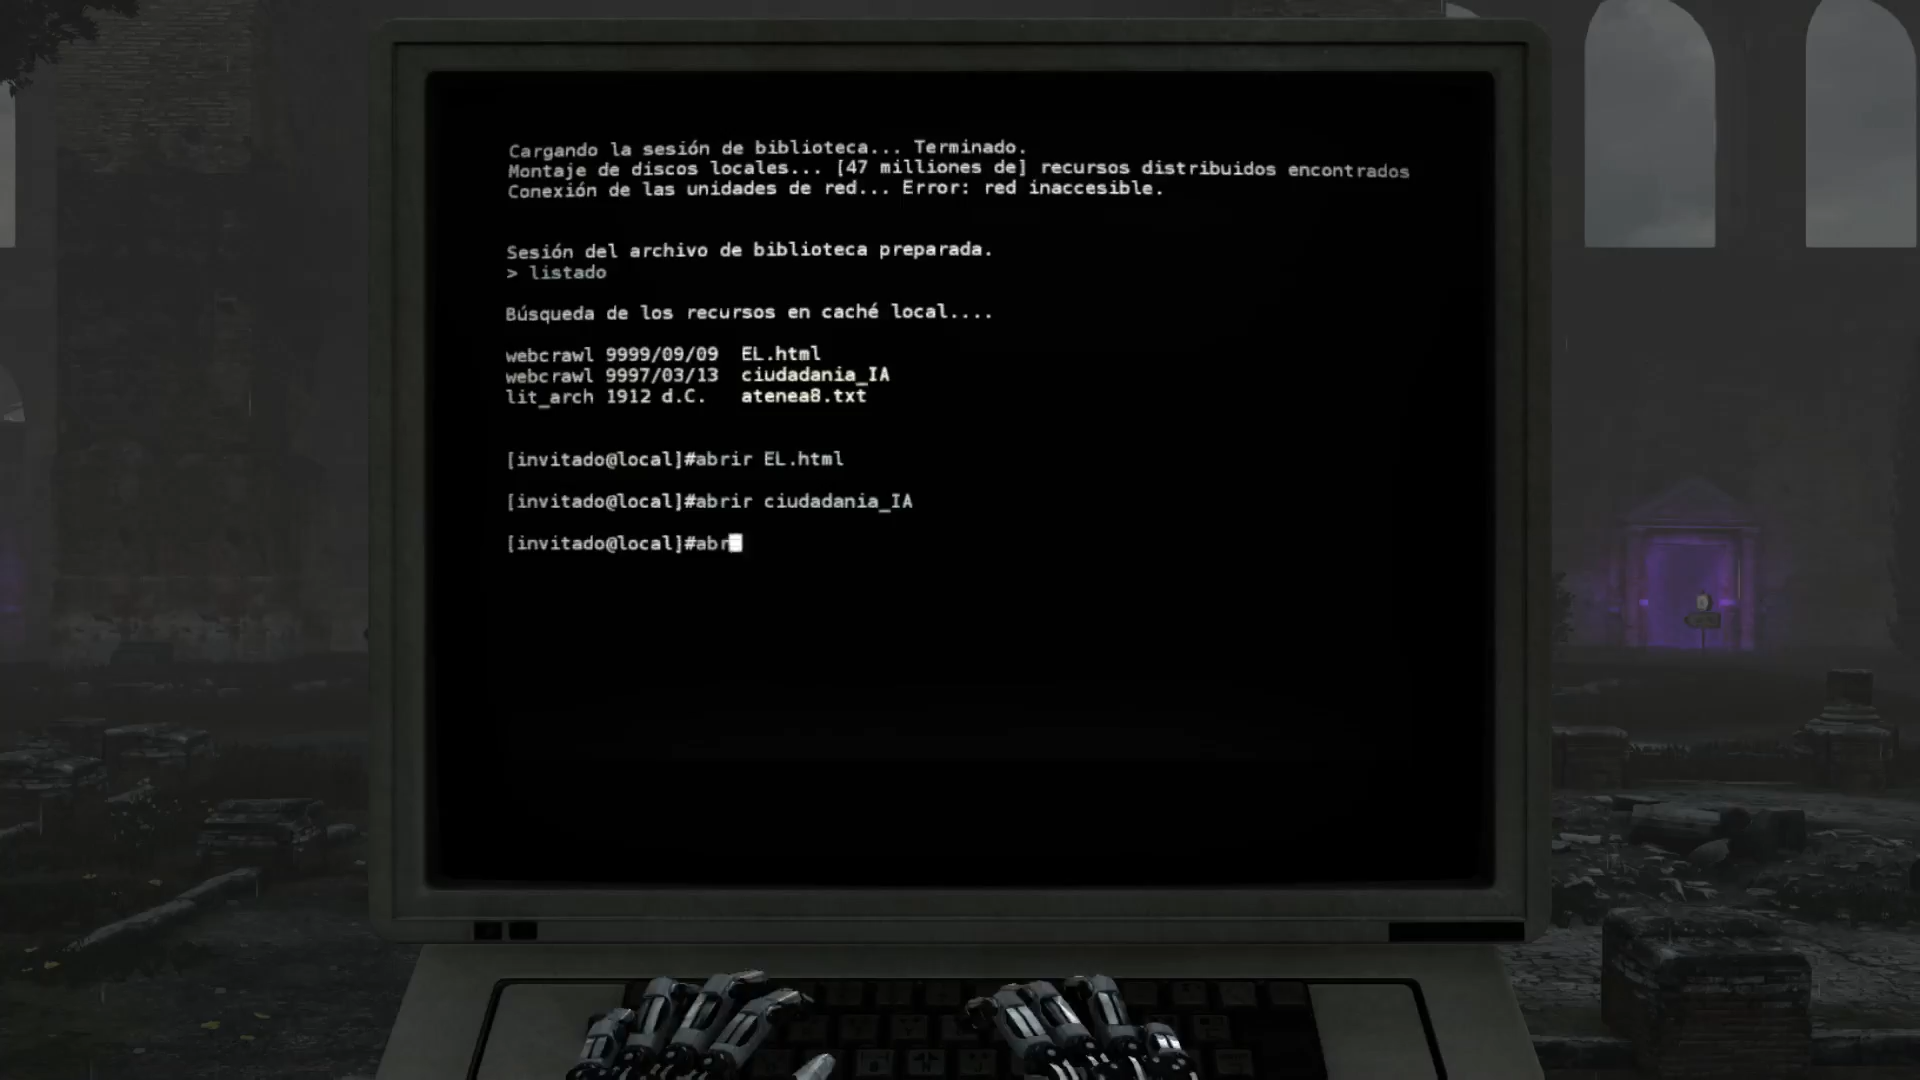 Cargando la sesión de biblioteca... Terminado.
Montaje de discos locales... [47 milliones de] recursos distribuidos encontrados
Conexión de las unidades de red... Error: red inaccesible.
Sesión del archivo de biblioteca preparada.
> listado
Búsqueda de los recursos en caché local....
webcrawl 9999/09/09 EL.html
webcrawl 9997/03/13 ciudadania_IA
lit_arch 1912 d.C. atenea8.txt
[invitado@local]#abrir EL.html
[invitado@local]#abrir ciudadania_IA
[invitado@local]#abr